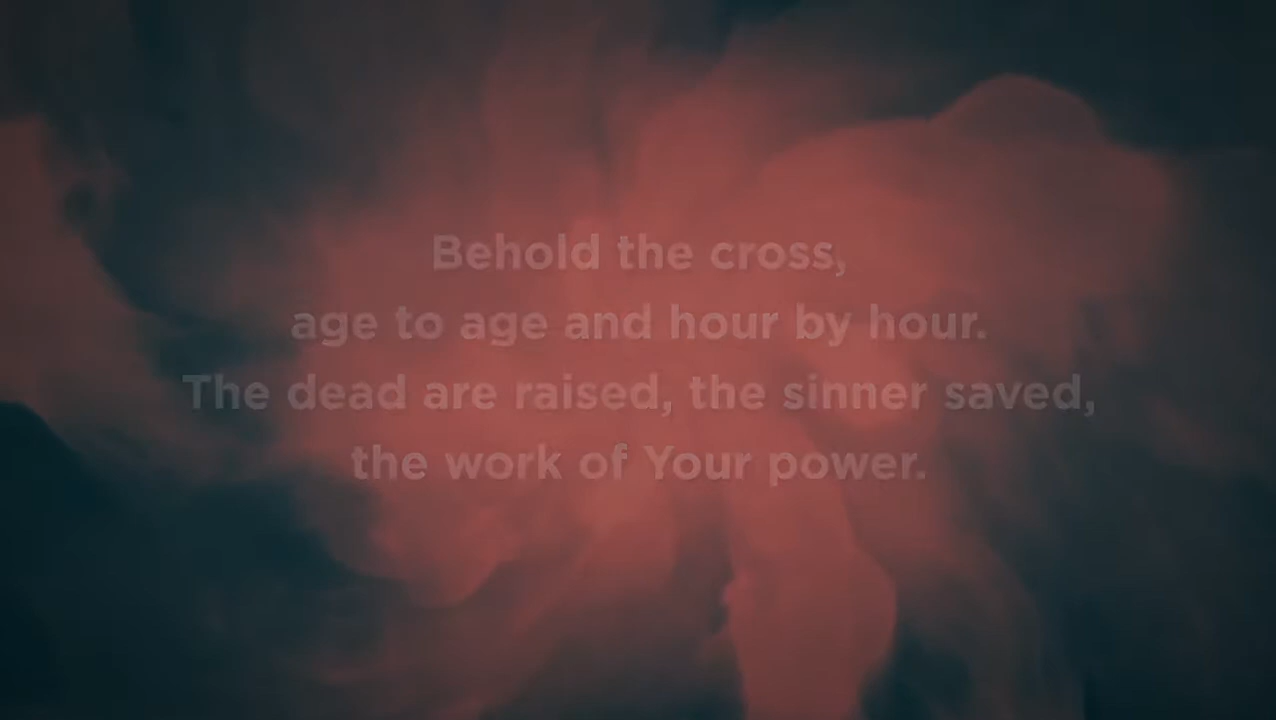 Behold the cross,
age to age and hour by hour.
The dead are raised, the sinner saved,
the work of Your power.